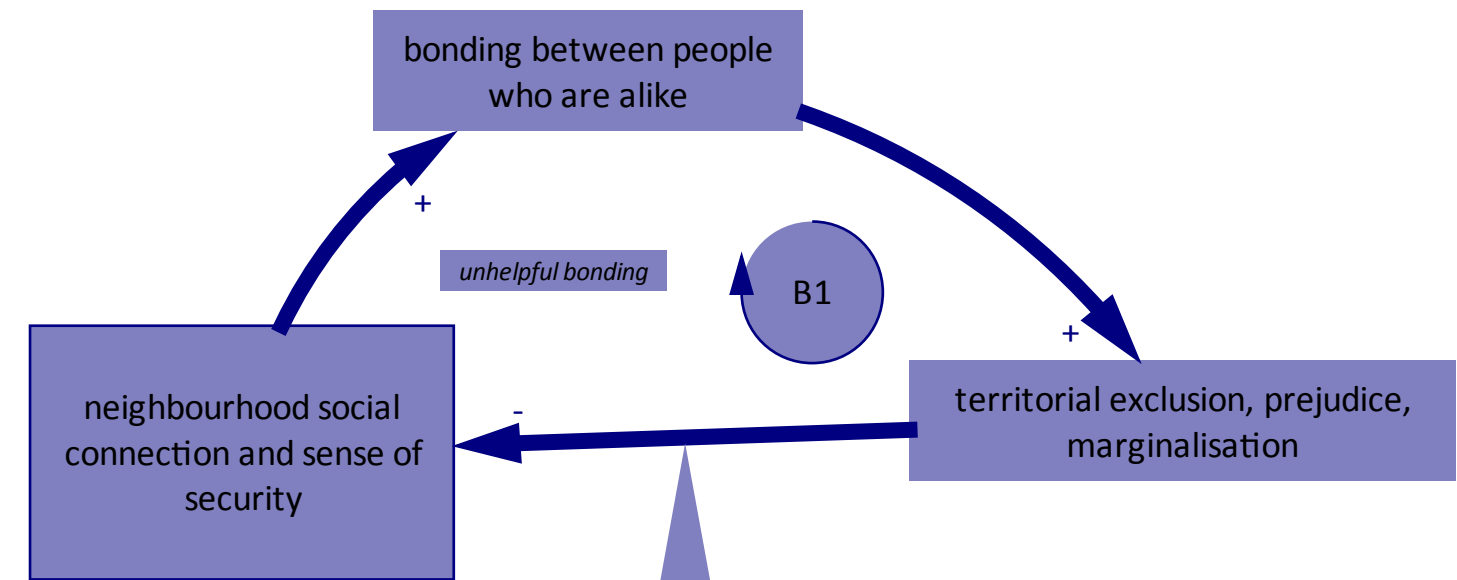 bonding between people
who are alike
+
unhelpful bonding
B1
+
territorial exclusion, prejudice,
marginalisation
-
neighbourhood social
connection and sense of
security